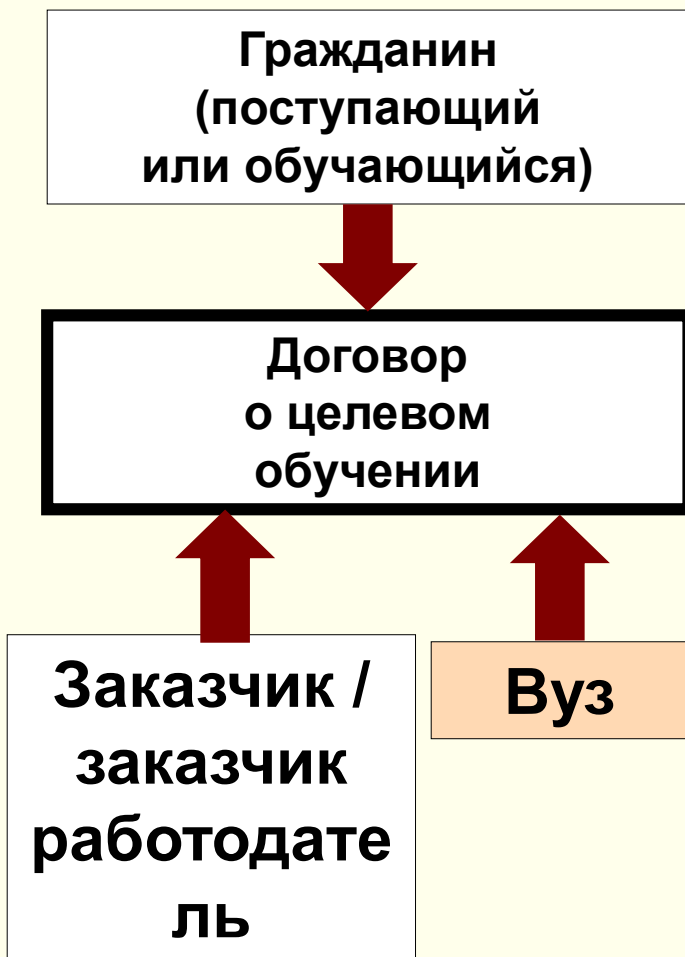 Гражданин
(поступающий
или обучающийся)
Договор
о целевом
обучении
Заказчик /
заказчик
работодате
ль
Вуз